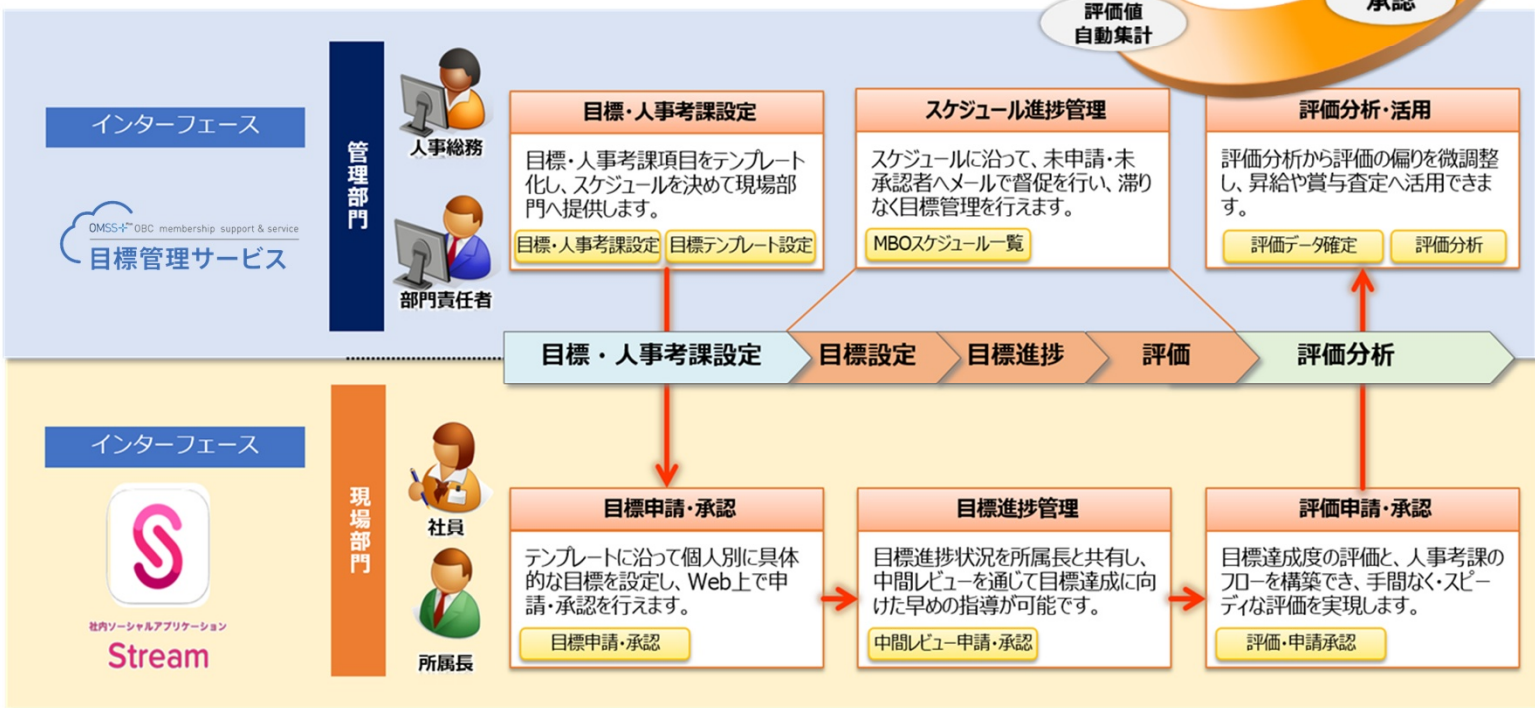 評価値
自動集計
承認
インターフェース
OMSS+™ OBC membership support & service
目標管理サービス
管理部門
人事総務
部門責任者
目標・人事考課設定
目標・人事考課項目をテンプレート
化し、スケジュールを決めて現場部
門へ提供します。
目標・人事考課設定
目標テンプレート設定
スケジュール進捗管理
スケジュールに沿って、未申請・未
承認者へメールで督促を行い、滞り
なく目標管理を行えます。
MBOスケジュール一覧
評価分析・活用
評価分析から評価の偏りを微調整
し、昇給や賞与査定へ活用できま
す。
評価データ確定
評価分析
目標・人事考課設定
目標設定
目標進捗
評価
評価分析
インターフェース
社内ソーシャルアプリケーション
Stream
現場部門
社員
所属長
目標申請・承認
テンプレートに沿って個人別に具体
的な目標を設定し、Web上で申
請・承認を行えます。
目標申請・承認
目標進捗管理
目標進捗状況を所属長と共有し、
中間レビューを通じて目標達成に向
けた早めの指導が可能です。
中間レビュー申請・承認
評価申請・承認
目標達成度の評価と、人事考課の
フローを構築でき、手間なく・スピー
ディな評価を実現します。
評価・申請承認